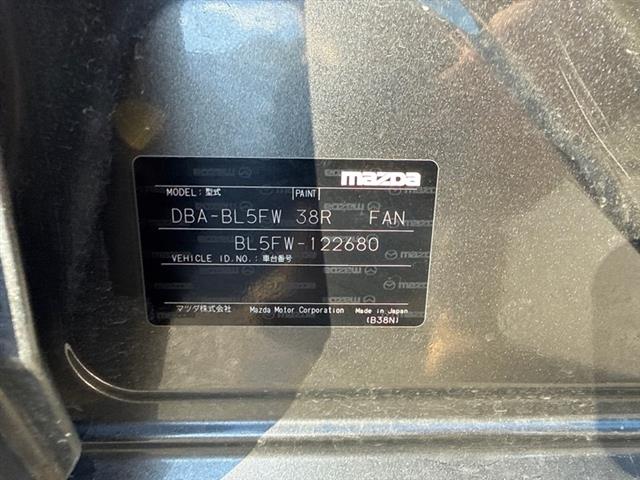 mazda
MODEL:型式 PAINT
DBA-BL5FW 38R FAN
BL5FW-122680
VEHICLE ID.NO.:車台番号
マツダ株式会社 Mazda Motor Corporation Made in Japan
(B38N)